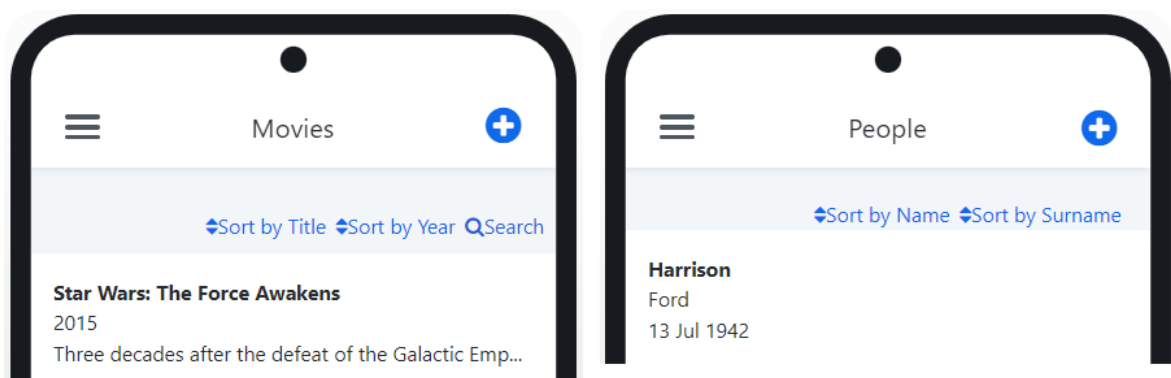 Movies
Sort by Title Sort by Year Search
Star Wars: The Force Awakens
2015
Three decades after the defeat of the Galactic Emp...
People
Sort by Name Sort by Surname
Harrison
Ford
13 Jul 1942